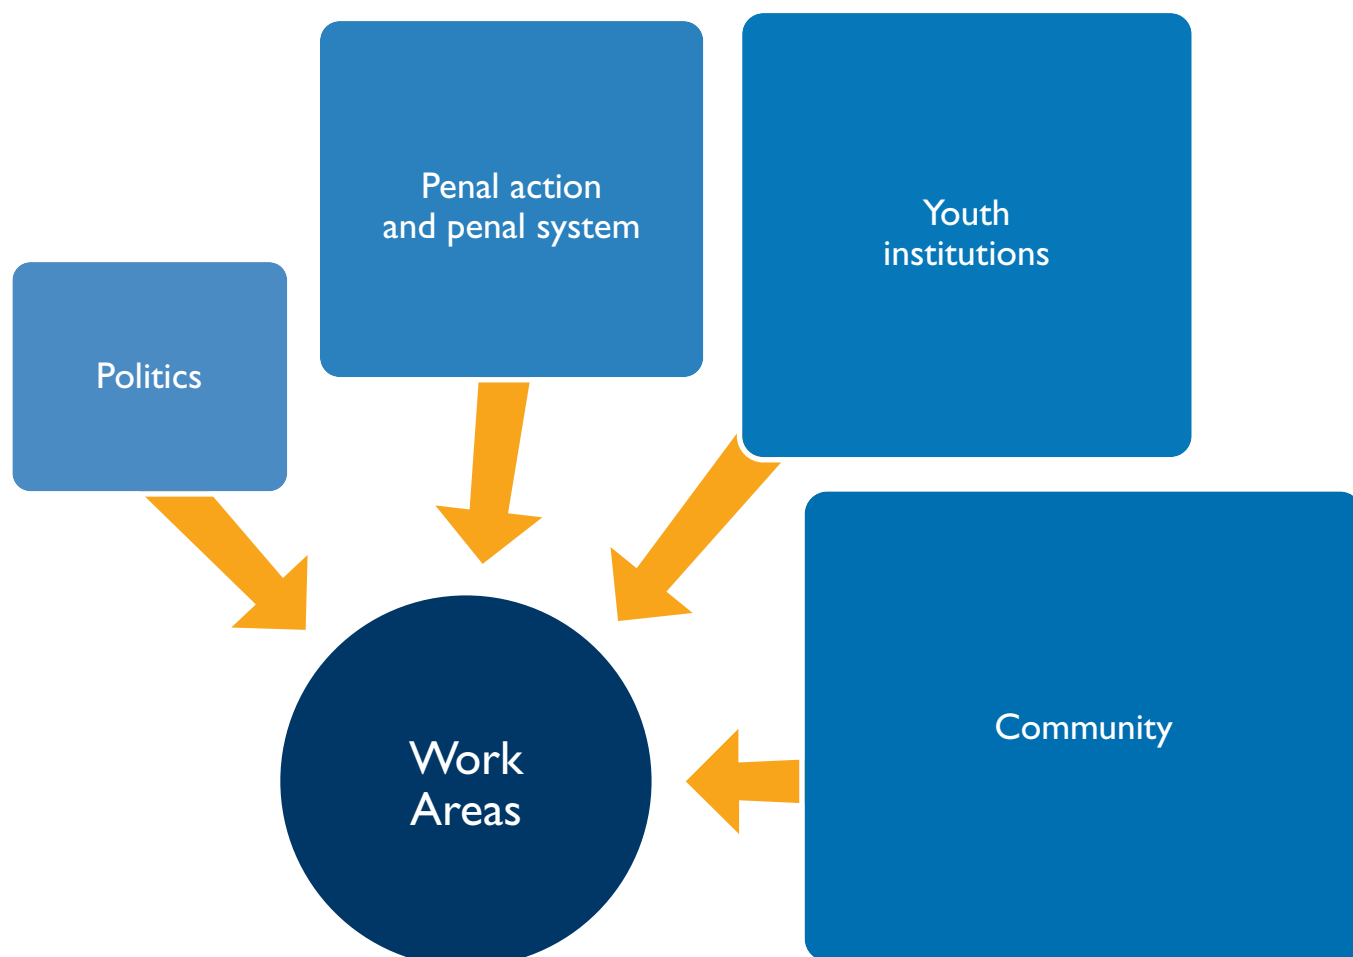 Politics
Penal action
and penal system
Youth
institutions
Community
Work
Areas